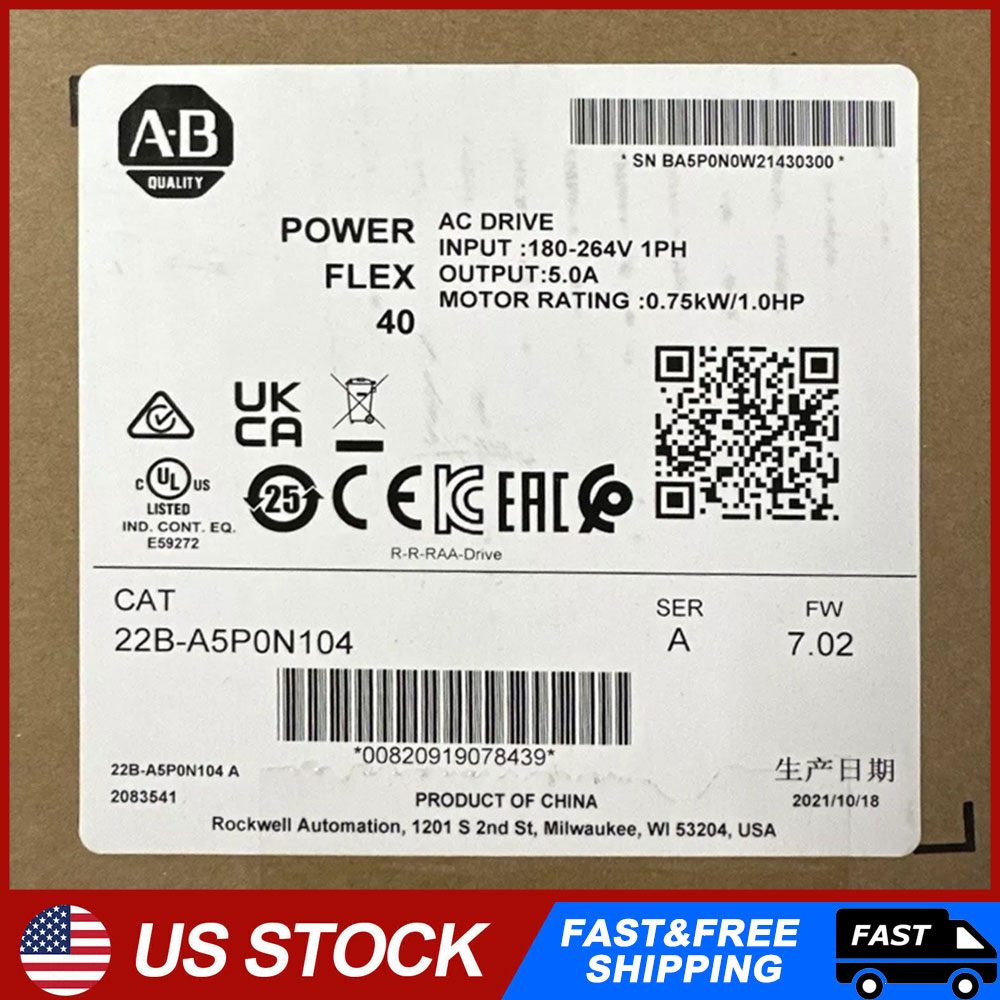 A-B
QUALITY
* SN BA5P0N0W21430300 *
POWER
FLEX
40
AC DRIVE
INPUT :180-264V 1PH
OUTPUT:5.0A
MOTOR RATING :0.75kW/1.0HP
UK
CA
C UL US
LISTED
IND. CONT. EQ.
E59272
25
CE
KC
EAC
R-R-RAA-Drive
CAT
22B-A5P0N104
SER
A
FW
7.02
*00820919078439*
22B-A5P0N104 A
2083541
生产日期
2021/10/18
PRODUCT OF CHINA
Rockwell Automation, 1201 S 2nd St, Milwaukee, WI 53204, USA
US STOCK
FAST&FREE
SHIPPING
FAST